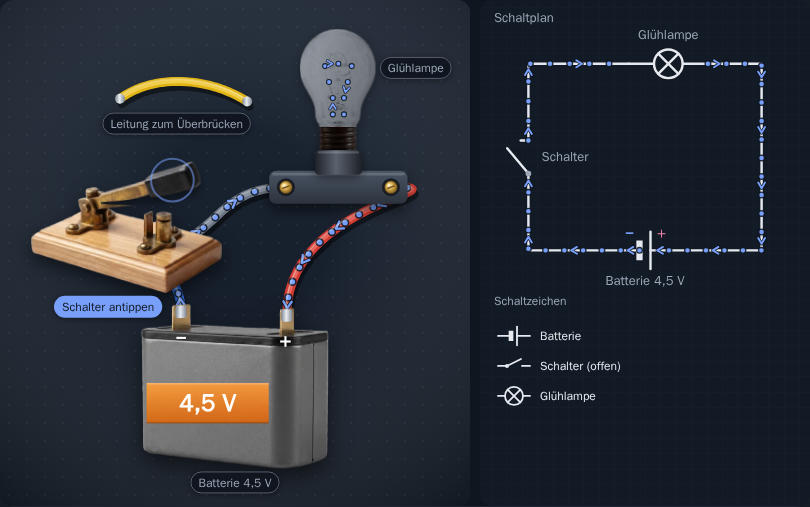 Glühlampe
Leitung zum Überbrücken
Schalter antippen
−
+
4,5 V
Batterie 4,5 V
Schaltplan
Glühlampe
Schalter
−
+
Batterie 4,5 V
Schaltzeichen
Batterie
Schalter (offen)
Glühlampe